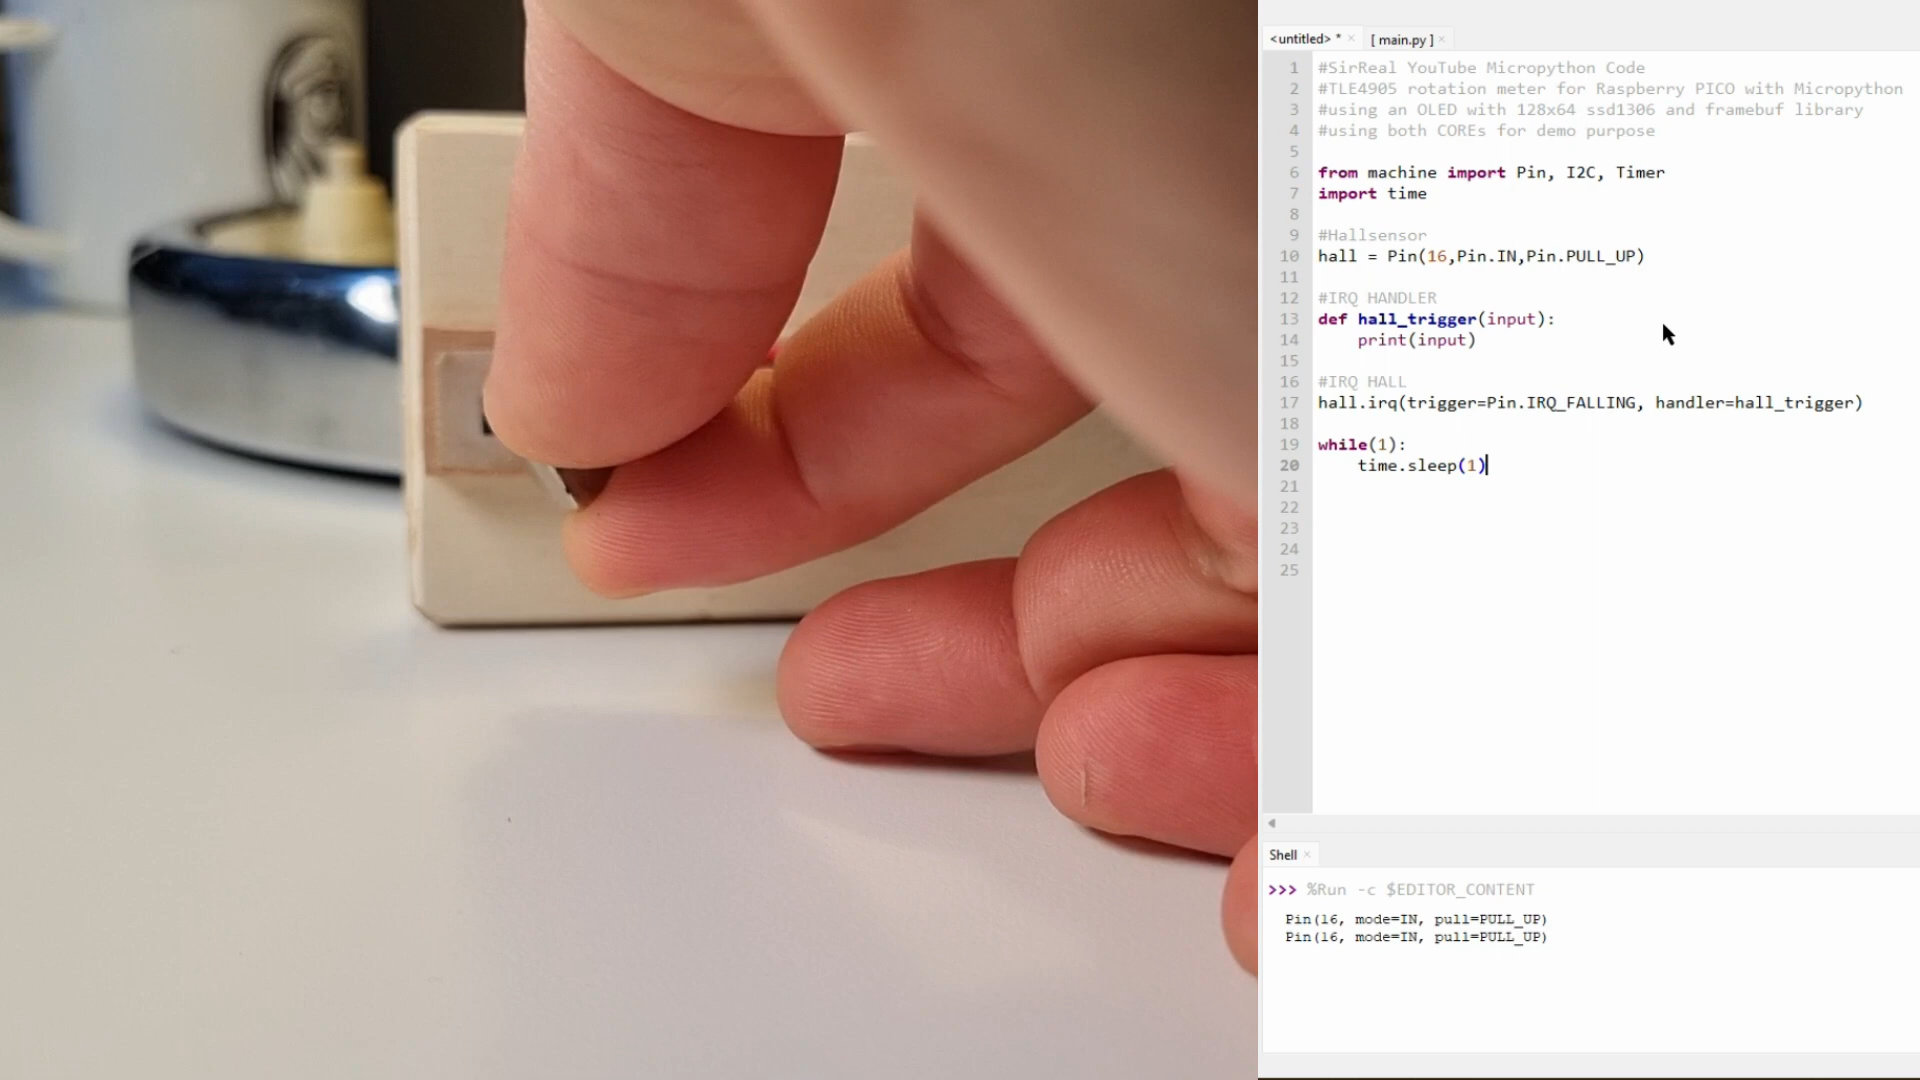 <untitled> *
[ main.py ]
1 #SirReal YouTube Micropython Code
2 #TLE4905 rotation meter for Raspberry PICO with Micropython
3 #using an OLED with 128x64 ssd1306 and framebuf library
4 #using both COREs for demo purpose
5
6 from machine import Pin, I2C, Timer
7 import time
8
9 #Hallsensor
10 hall = Pin(16,Pin.IN,Pin.PULL_UP)
11
12 #IRQ HANDLER
13 def hall_trigger(input):
14     print(input)
15
16 #IRQ HALL
17 hall.irq(trigger=Pin.IRQ_FALLING, handler=hall_trigger)
18
19 while(1):
20     time.sleep(1)
21
22
23
24
25
Shell
>>> %Run -c $EDITOR_CONTENT
Pin(16, mode=IN, pull=PULL_UP)
Pin(16, mode=IN, pull=PULL_UP)